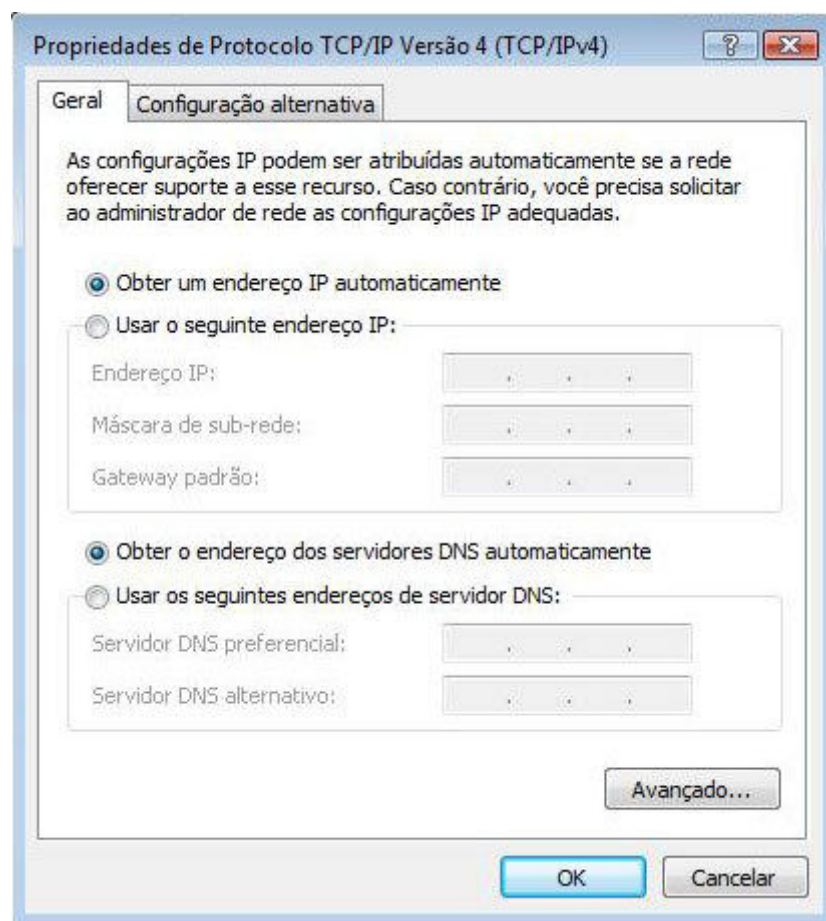 Propriedades de Protocolo TCP/IP Versão 4 (TCP/IPv4)
Geral
Configuração alternativa
As configurações IP podem ser atribuídas automaticamente se a rede
oferecer suporte a esse recurso. Caso contrário, você precisa solicitar
ao administrador de rede as configurações IP adequadas.
Obter um endereço IP automaticamente
Usar o seguinte endereço IP:
Endereço IP:
Máscara de sub-rede:
Gateway padrão:
Obter o endereço dos servidores DNS automaticamente
Usar os seguintes endereços de servidor DNS:
Servidor DNS preferencial:
Servidor DNS alternativo:
Avançado...
OK
Cancelar